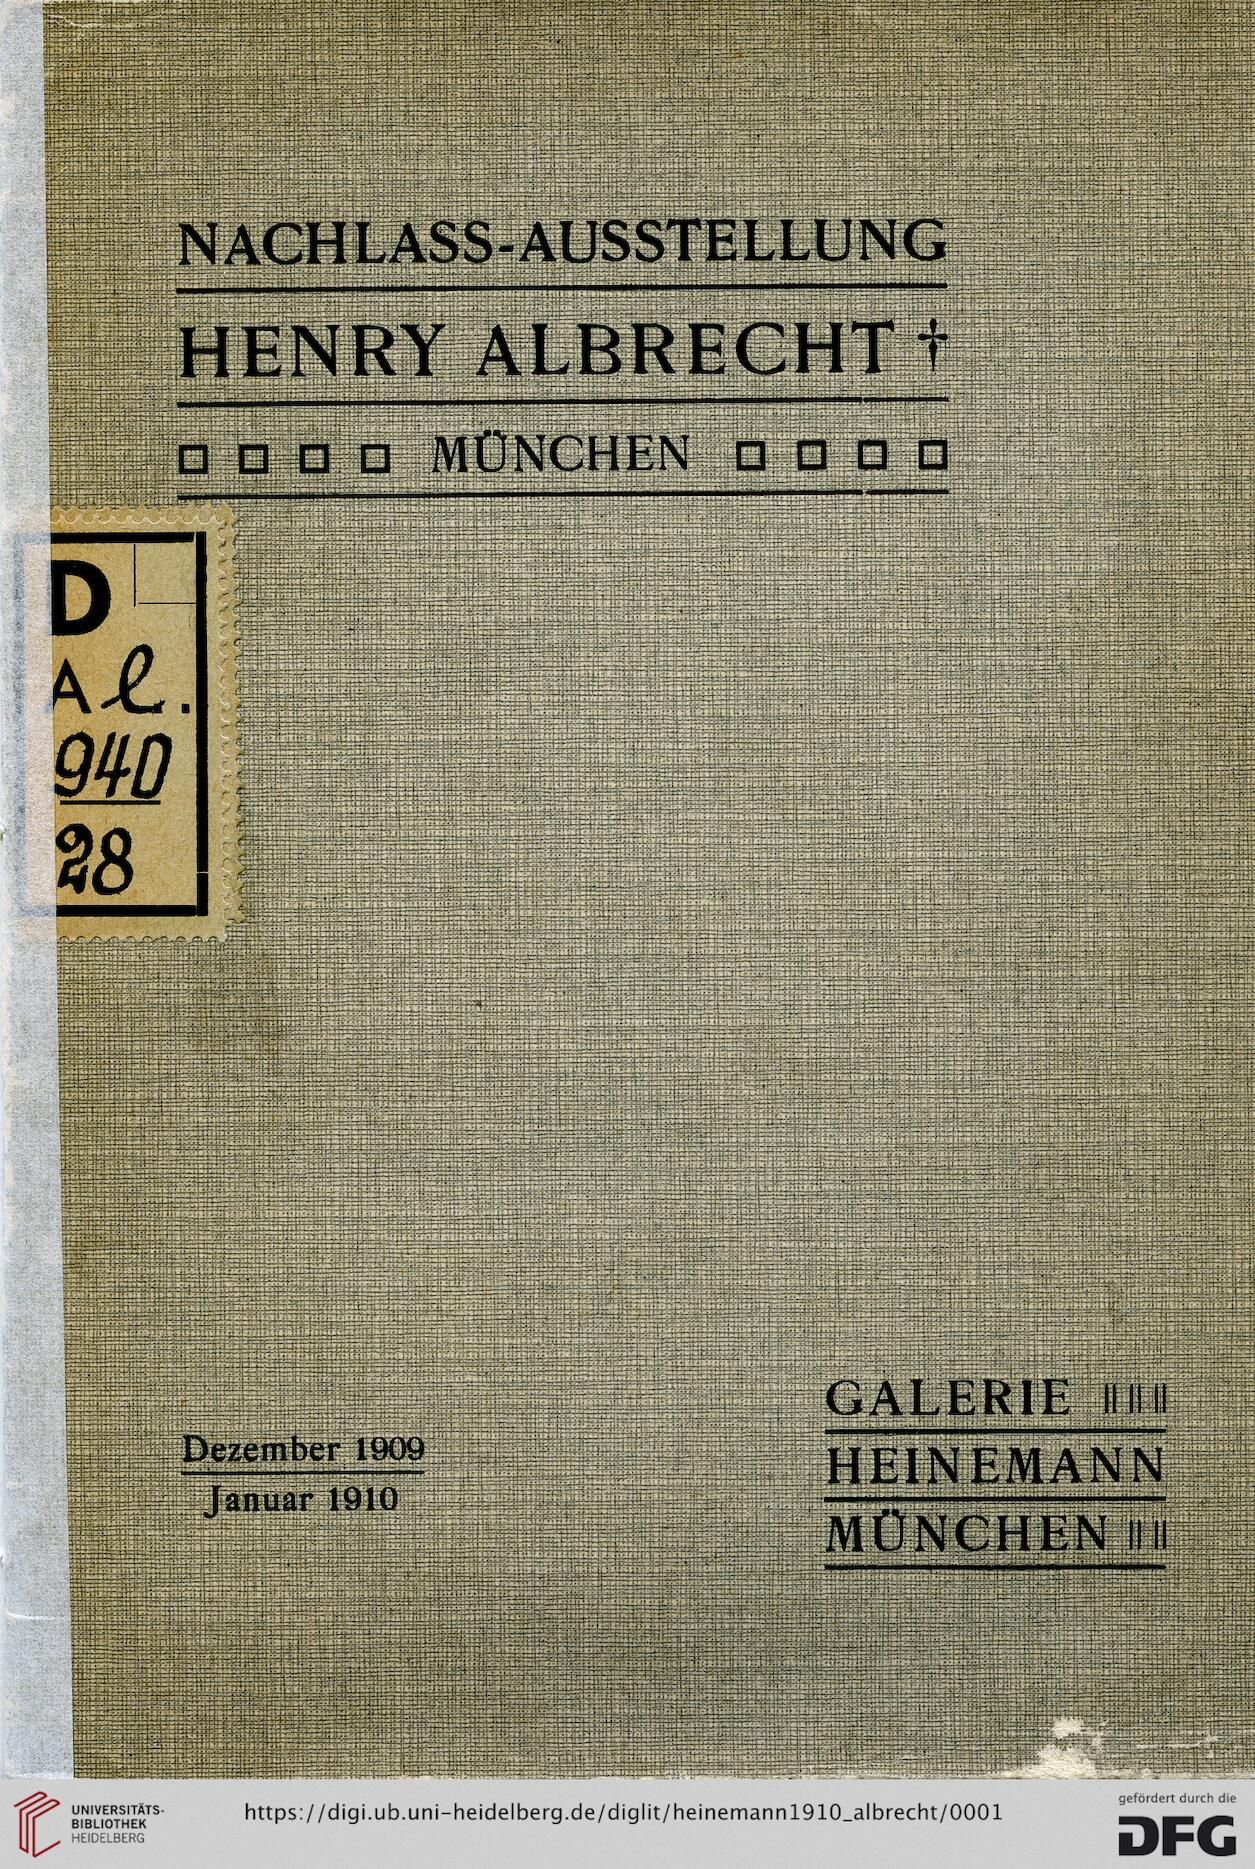 NACHLASS-AUSSTELLUNG
HENRY ALBRECHT †
MÜNCHEN
D
Al.
940
28
Dezember 1909
Januar 1910
GALERIE
HEINEMANN
MÜNCHEN
UNIVERSITÄTS-
BIBLIOTHEK
HEIDELBERG
https://digi.ub.uni-heidelberg.de/diglit/heinemann1910_albrecht/0001
gefördert durch die
DFG